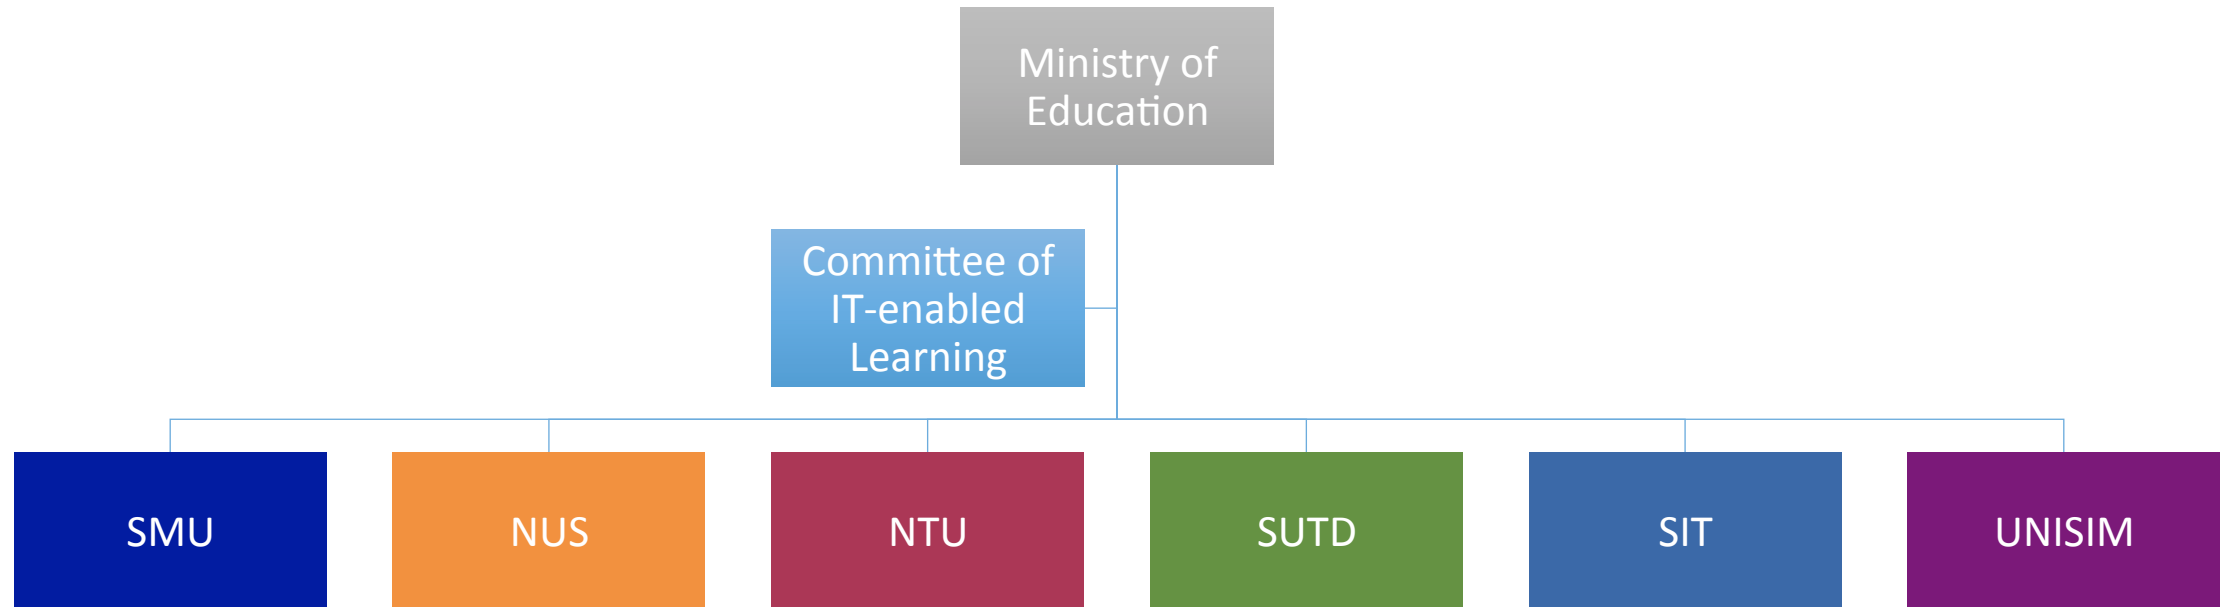 Ministry of
Education
Committee of
IT-enabled
Learning
SMU
NUS
NTU
SUTD
SIT
UNISIM